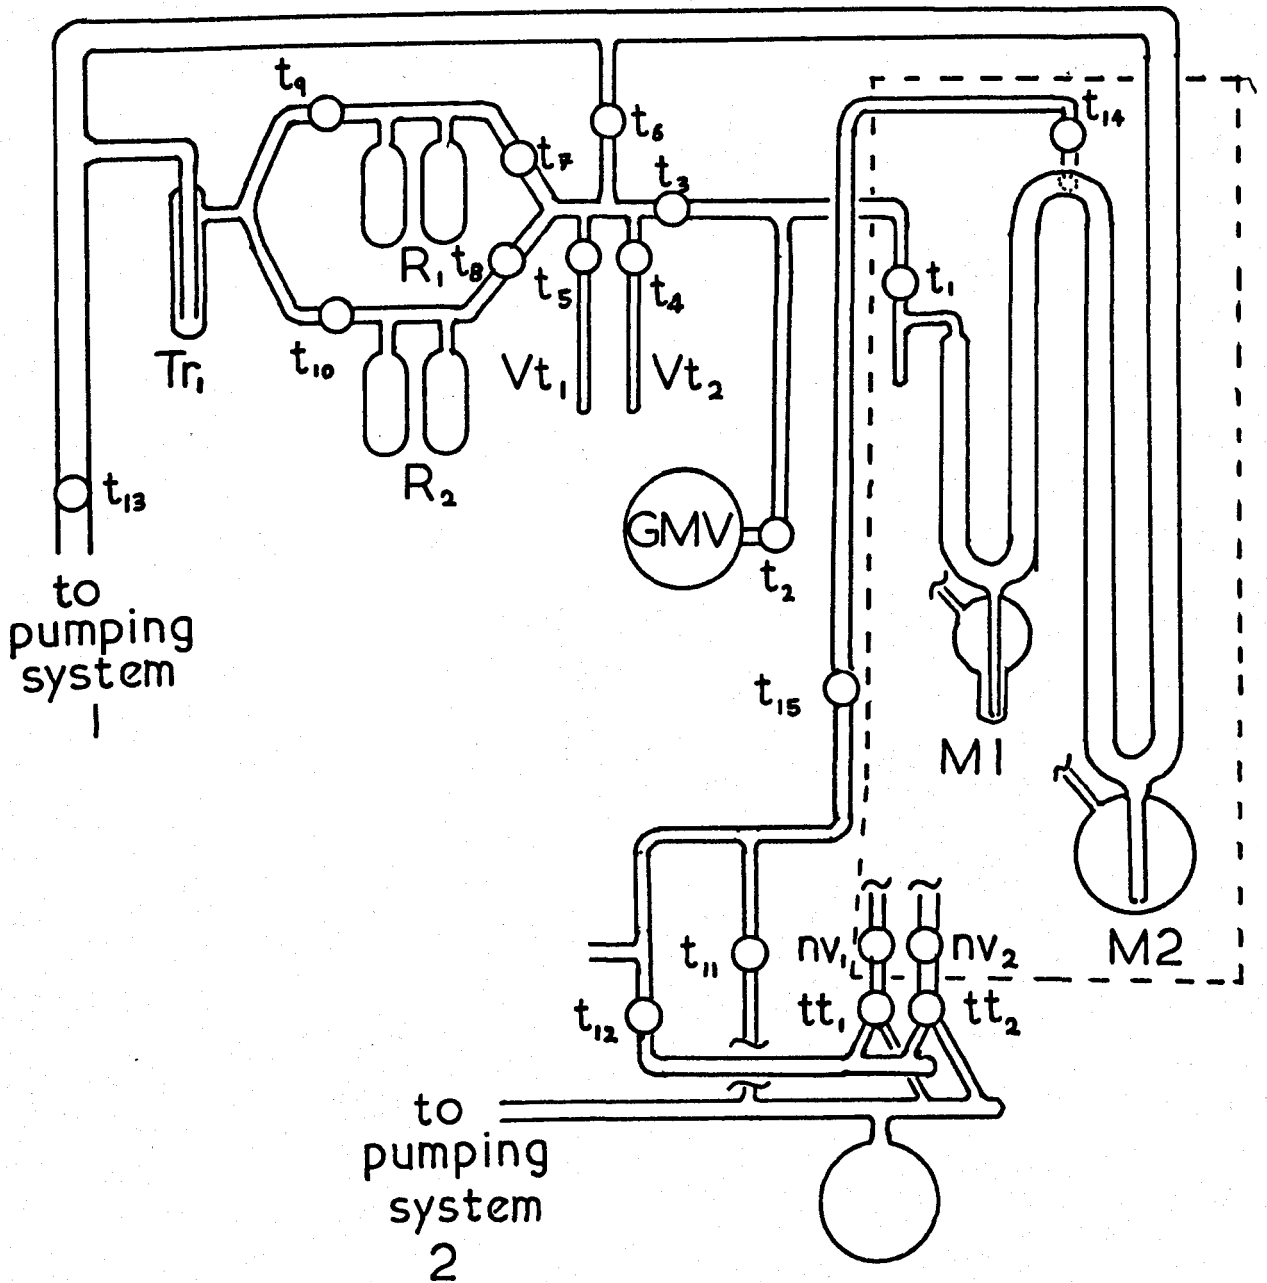 t9
t6
t14
t7
t3
R1
t8
t5
t4
t1
t10
Tr1
Vt1
Vt2
R2
t13
GMV
t2
to
pumping
system
1
t15
M1
t11
nv1
nv2
M2
t12
tt1
tt2
to
pumping
system
2